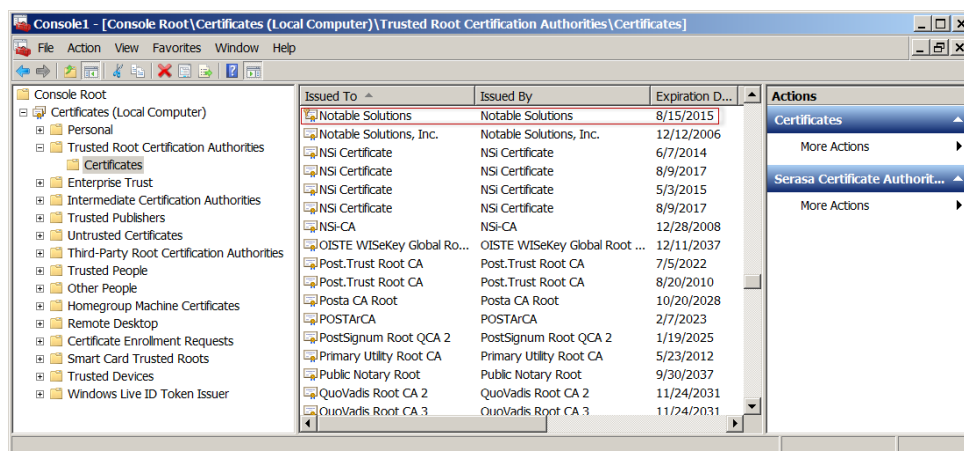 Console1 - [Console Root\Certificates (Local Computer)\Trusted Root Certification Authorities\Certificates]
File Action View Favorites Window Help
Console Root
Certificates (Local Computer)
Personal
Trusted Root Certification Authorities
Certificates
Enterprise Trust
Intermediate Certification Authorities
Trusted Publishers
Untrusted Certificates
Third-Party Root Certification Authorities
Trusted People
Other People
Homegroup Machine Certificates
Remote Desktop
Certificate Enrollment Requests
Smart Card Trusted Roots
Trusted Devices
Windows Live ID Token Issuer
Issued To Issued By Expiration D...
Notable Solutions Notable Solutions 8/15/2015
Notable Solutions, Inc. Notable Solutions, Inc. 12/12/2006
NSi Certificate NSi Certificate 6/7/2014
NSi Certificate NSi Certificate 8/9/2017
NSi Certificate NSi Certificate 5/3/2015
NSi Certificate NSi Certificate 8/9/2017
NSi-CA NSi-CA 12/28/2008
OISTE WISeKey Global Ro... OISTE WISeKey Global Root ... 12/11/2037
Post.Trust Root CA Post.Trust Root CA 7/5/2022
Post.Trust Root CA Post.Trust Root CA 8/20/2010
Posta CA Root Posta CA Root 10/20/2028
POSTArCA POSTArCA 2/7/2023
PostSignum Root QCA 2 PostSignum Root QCA 2 1/19/2025
Primary Utility Root CA Primary Utility Root CA 5/23/2012
Public Notary Root Public Notary Root 9/30/2037
QuoVadis Root CA 2 QuoVadis Root CA 2 11/24/2031
QuoVadis Root CA 3 QuoVadis Root CA 3 11/24/2031
Actions
Certificates
More Actions
Serasa Certificate Authorit...
More Actions